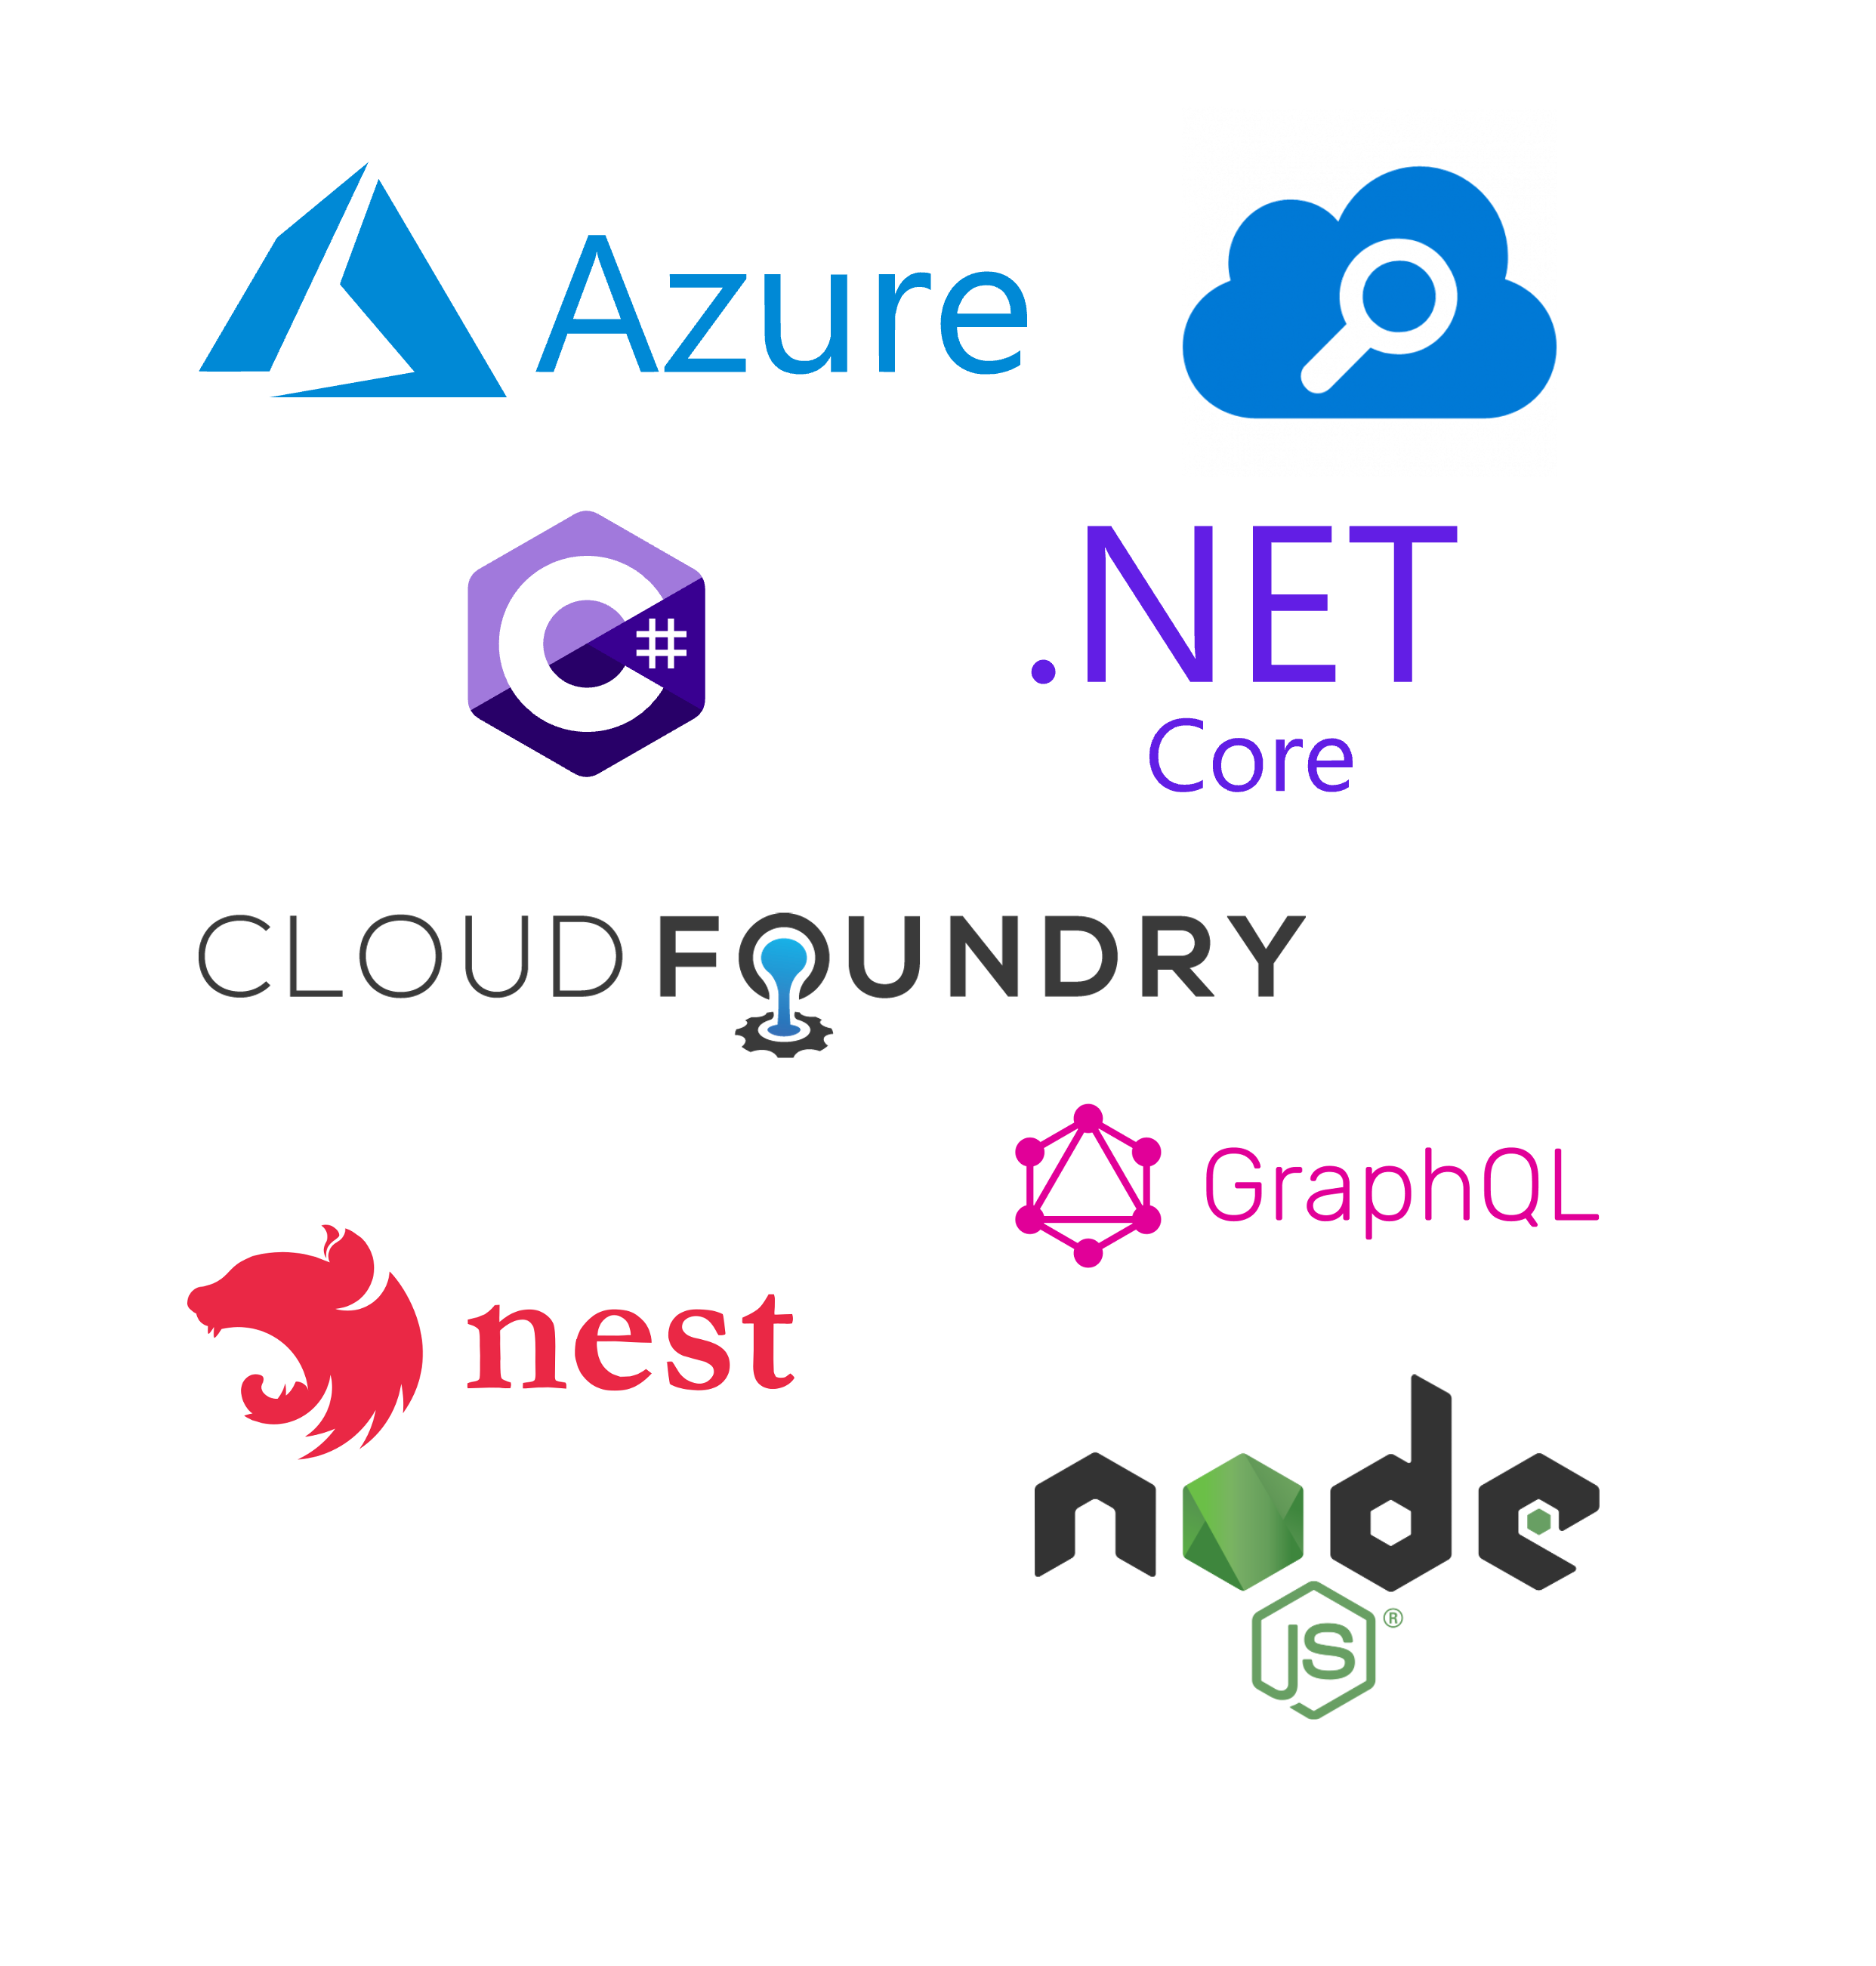 Azure
C#
.NET
Core
CLOUD FOUNDRY
GraphQL
nest
node
JS®